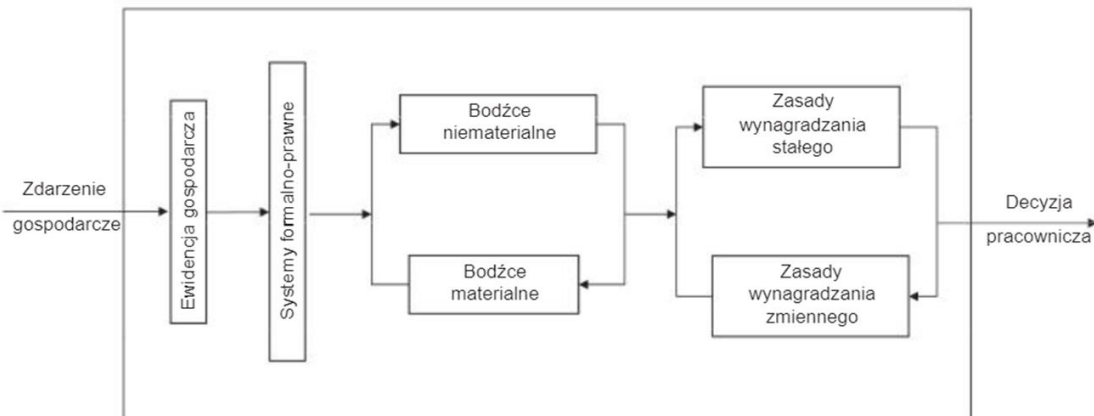 Zdarzenie
gospodarcze
Ewidencja gospodarcza
Systemy formalno-prawne
Bodźce
niematerialne
Bodźce
materialne
Zasady
wynagradzania
stałego
Zasady
wynagradzania
zmiennego
Decyzja
pracownicza